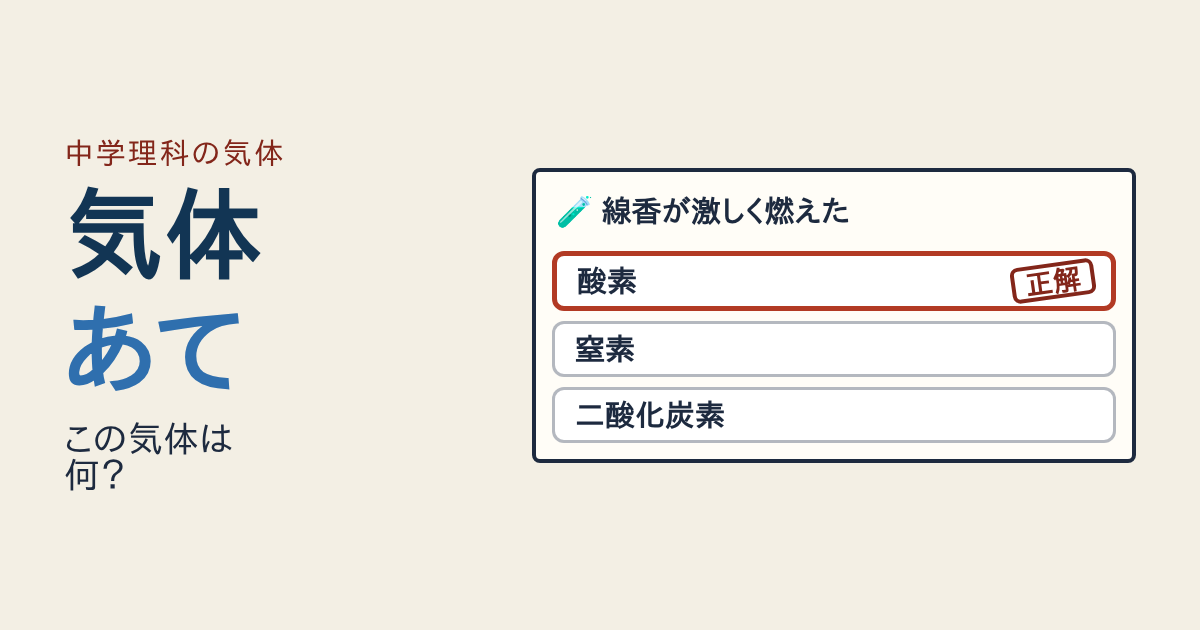 中学理科の気体
気体
あて
この気体は
何？
🧪 線香が激しく燃えた
酸素
正解
窒素
二酸化炭素